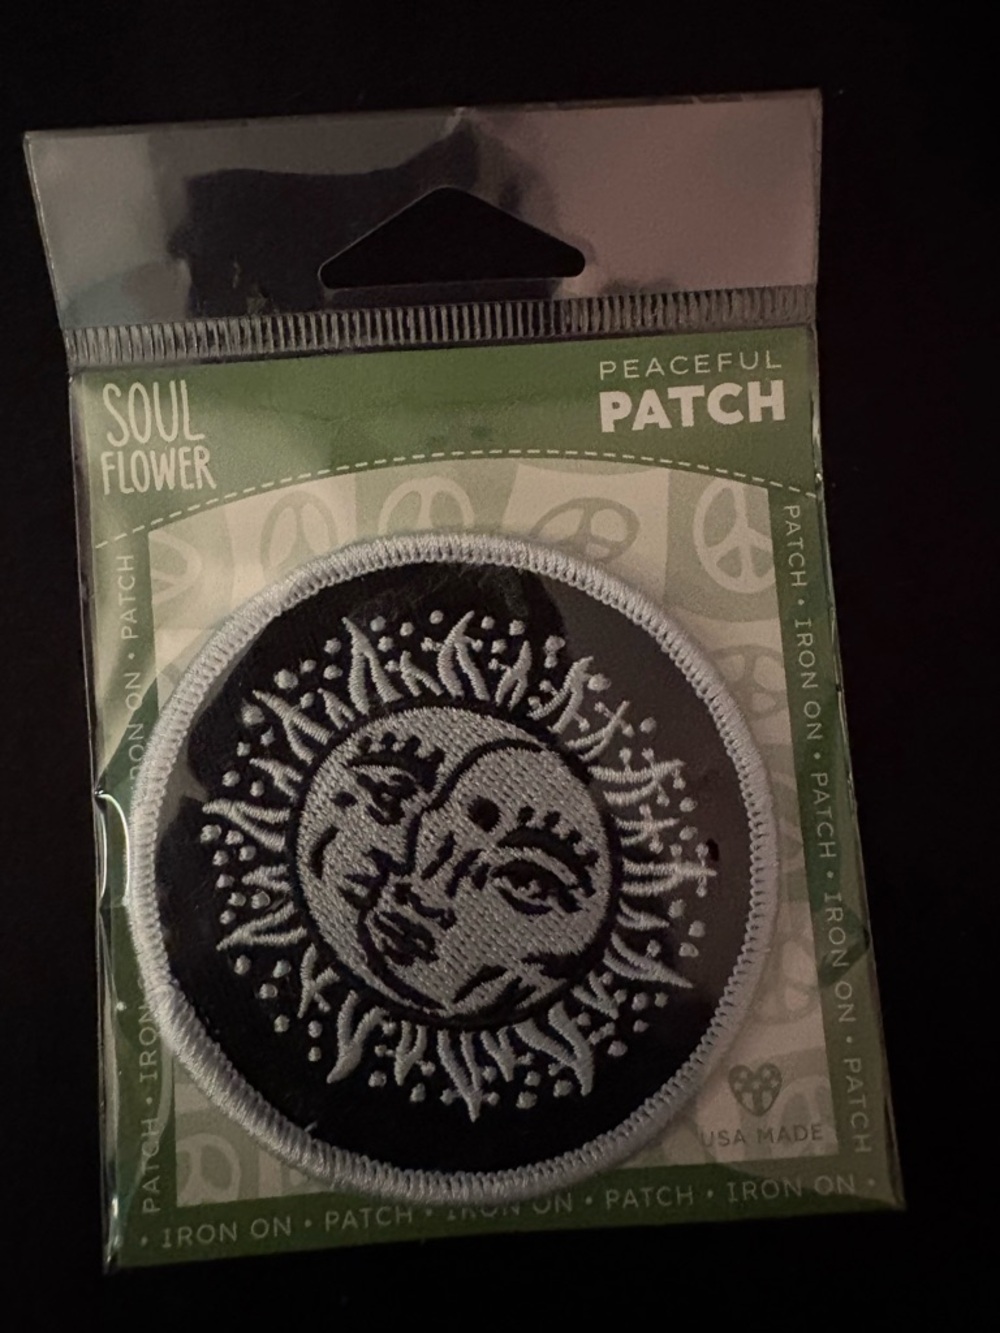 SOUL
FLOWER
PEACEFUL
PATCH
PATCH • IRON • IRON ON • PATCH
PATCH • IRON ON • PATCH • IRON ON • PATCH
USA MADE
• IRON ON • PATCH • IRON ON • PATCH • IRON ON •